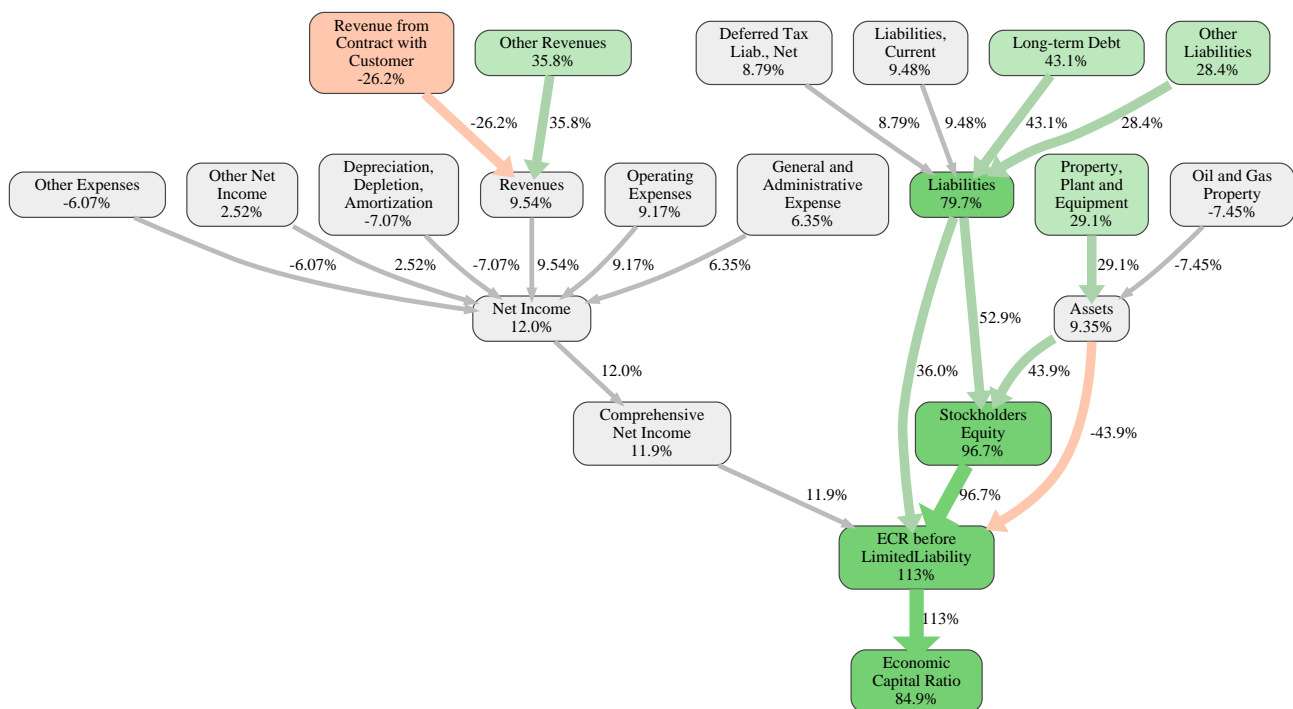 Revenue from
Contract with
Customer
-26.2%
Other Revenues
35.8%
Deferred Tax
Liab., Net
8.79%
Liabilities,
Current
9.48%
Long-term Debt
43.1%
Other
Liabilities
28.4%
-26.2%
35.8%
8.79%
9.48%
43.1%
28.4%
Other Expenses
-6.07%
Other Net
Income
2.52%
Depreciation,
Depletion,
Amortization
-7.07%
Revenues
9.54%
Operating
Expenses
9.17%
General and
Administrative
Expense
6.35%
Liabilities
79.7%
Property,
Plant and
Equipment
29.1%
Oil and Gas
Property
-7.45%
-6.07%
2.52%
-7.07%
9.54%
9.17%
6.35%
29.1%
-7.45%
Net Income
12.0%
52.9%
Assets
9.35%
12.0%
36.0%
43.9%
Comprehensive
Net Income
11.9%
Stockholders
Equity
96.7%
-43.9%
11.9%
96.7%
ECR before
LimitedLiability
113%
113%
Economic
Capital Ratio
84.9%